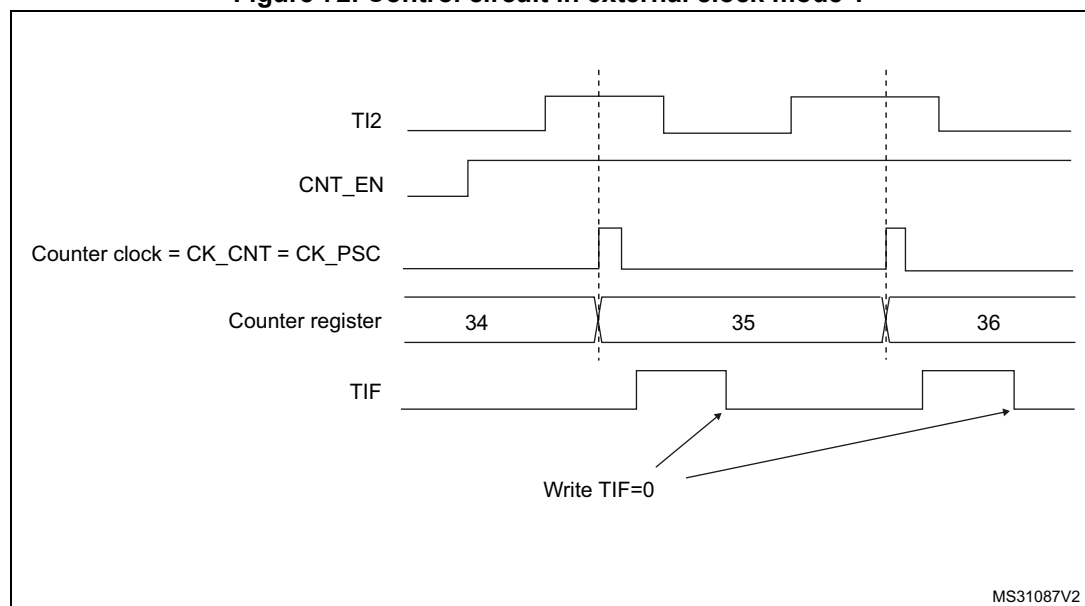 Figure Control circuit in external clock mode 1
TI2
CNT_EN
Counter clock = CK_CNT = CK_PSC
Counter register 34 35 36
TIF
Write TIF=0
MS31087V2